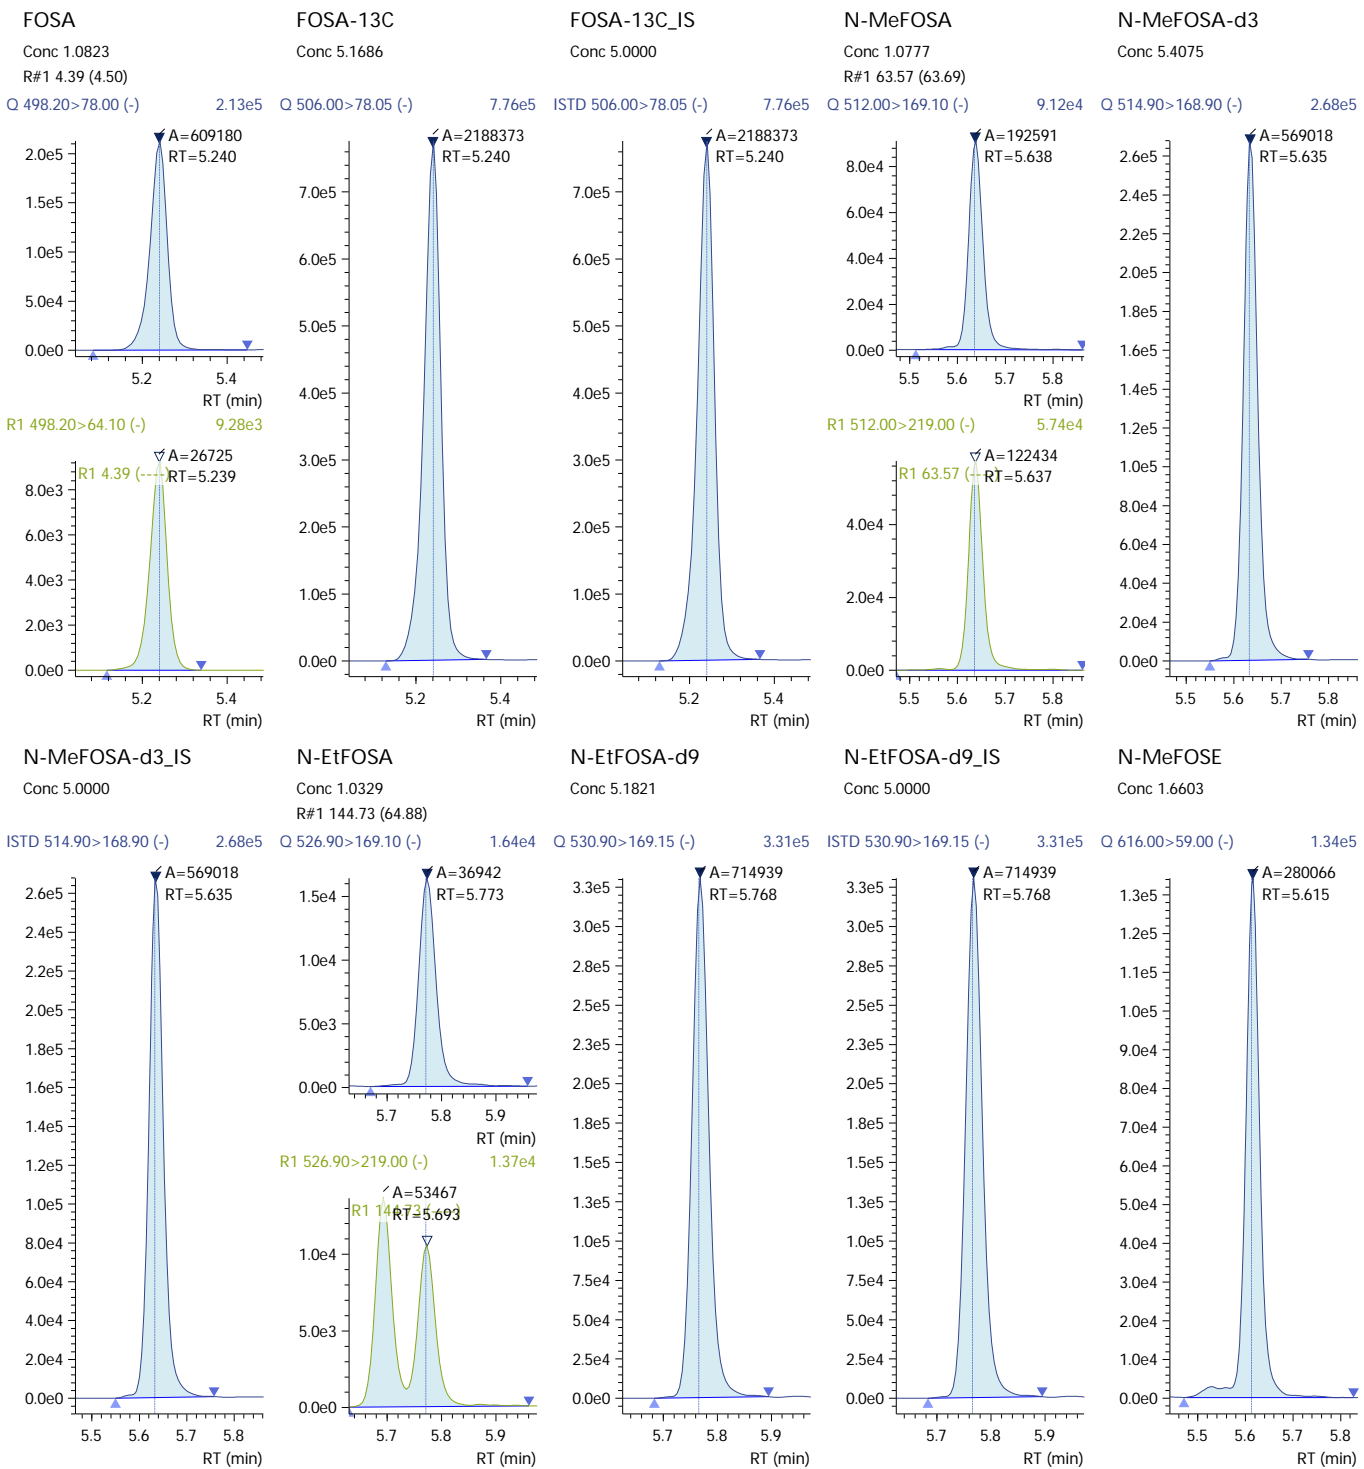 FOSA
Conc 1.0823
R#1 4.39 (4.50)
Q 498.20>78.00 (-) 2.13e5
A=609180
RT=5.240
2.0e5
1.5e5
1.0e5
5.0e4
0.0e0
5.2 5.4
RT (min)
R1 498.20>64.10 (-) 9.28e3
A=26725
R1 4.39 (----)
RT=5.239
8.0e3
6.0e3
4.0e3
2.0e3
0.0e0
5.2 5.4
RT (min)
FOSA-13C
Conc 5.1686
Q 506.00>78.05 (-) 7.76e5
A=2188373
RT=5.240
7.0e5
6.0e5
5.0e5
4.0e5
3.0e5
2.0e5
1.0e5
0.0e0
5.2 5.4
RT (min)
FOSA-13C_IS
Conc 5.0000
ISTD 506.00>78.05 (-) 7.76e5
A=2188373
RT=5.240
7.0e5
6.0e5
5.0e5
4.0e5
3.0e5
2.0e5
1.0e5
0.0e0
5.2 5.4
RT (min)
N-MeFOSA
Conc 1.0777
R#1 63.57 (63.69)
Q 512.00>169.10 (-) 9.12e4
A=192591
RT=5.638
8.0e4
6.0e4
4.0e4
2.0e4
0.0e0
5.5 5.6 5.7 5.8
RT (min)
R1 512.00>219.00 (-) 5.74e4
A=122434
R1 63.57 (----)
RT=5.637
4.0e4
2.0e4
0.0e0
5.5 5.6 5.7 5.8
RT (min)
N-MeFOSA-d3
Conc 5.4075
Q 514.90>168.90 (-) 2.68e5
A=569018
RT=5.635
2.6e5
2.4e5
2.2e5
2.0e5
1.8e5
1.6e5
1.4e5
1.2e5
1.0e5
8.0e4
6.0e4
4.0e4
2.0e4
0.0e0
5.5 5.6 5.7 5.8
RT (min)
N-MeFOSA-d3_IS
Conc 5.0000
ISTD 514.90>168.90 (-) 2.68e5
A=569018
RT=5.635
2.6e5
2.4e5
2.2e5
2.0e5
1.8e5
1.6e5
1.4e5
1.2e5
1.0e5
8.0e4
6.0e4
4.0e4
2.0e4
0.0e0
5.5 5.6 5.7 5.8
RT (min)
N-EtFOSA
Conc 1.0329
R#1 144.73 (64.88)
Q 526.90>169.10 (-) 1.64e4
A=36942
RT=5.773
1.5e4
1.0e4
5.0e3
0.0e0
5.7 5.8 5.9
RT (min)
R1 526.90>219.00 (-) 1.37e4
A=53467
R1 144.73 (----)
RT=5.693
1.0e4
5.0e3
0.0e0
5.7 5.8 5.9
RT (min)
N-EtFOSA-d9
Conc 5.1821
Q 530.90>169.15 (-) 3.31e5
A=714939
RT=5.768
3.3e5
3.0e5
2.8e5
2.5e5
2.3e5
2.0e5
1.8e5
1.5e5
1.3e5
1.0e5
7.5e4
5.0e4
2.5e4
0.0e0
5.7 5.8 5.9
RT (min)
N-EtFOSA-d9_IS
Conc 5.0000
ISTD 530.90>169.15 (-) 3.31e5
A=714939
RT=5.768
3.3e5
3.0e5
2.8e5
2.5e5
2.3e5
2.0e5
1.8e5
1.5e5
1.3e5
1.0e5
7.5e4
5.0e4
2.5e4
0.0e0
5.7 5.8 5.9
RT (min)
N-MeFOSE
Conc 1.6603
Q 616.00>59.00 (-) 1.34e5
A=280066
RT=5.615
1.3e5
1.2e5
1.1e5
1.0e5
9.0e4
8.0e4
7.0e4
6.0e4
5.0e4
4.0e4
3.0e4
2.0e4
1.0e4
0.0e0
5.5 5.6 5.7 5.8
RT (min)